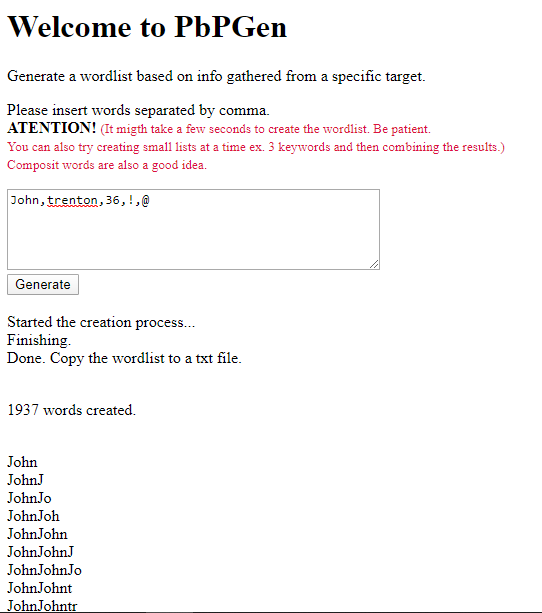 Welcome to PbPGen
Generate a wordlist based on info gathered from a specific target.
Please insert words separated by comma.
ATENTION! (It migth take a few seconds to create the wordlist. Be patient.
You can also try creating small lists at a time ex. 3 keywords and then combining the results.)
Composit words are also a good idea.
John,trenton,36,!,@
Generate
Started the creation process...
Finishing.
Done. Copy the wordlist to a txt file.
1937 words created.
John
JohnJ
JohnJo
JohnJoh
JohnJohn
JohnJohnJ
JohnJohnJo
JohnJohnt
JohnJohntr